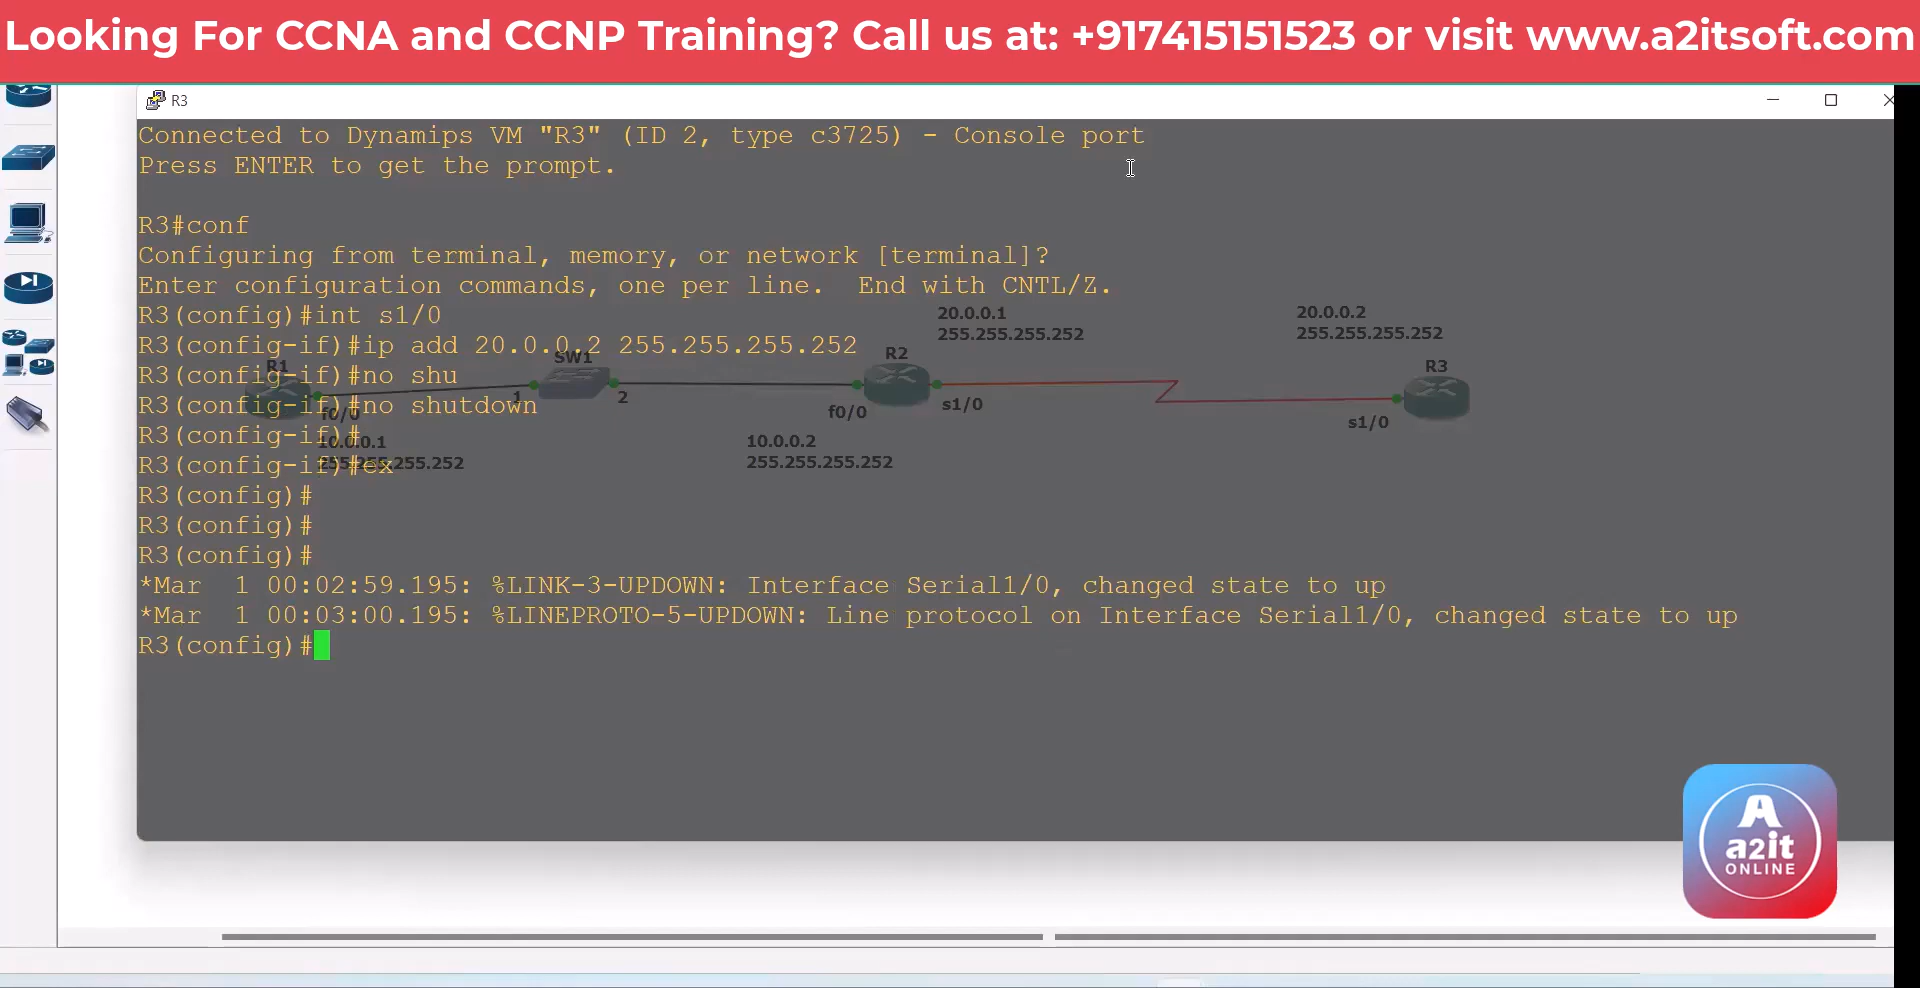 Looking For CCNA and CCNP Training? Call us at: +917415151523 or visit www.a2itsoft.com
R3
Connected to Dynamips VM "R3" (ID 2, type c3725) - Console port
Press ENTER to get the prompt.
R3#conf
Configuring from terminal, memory, or network [terminal]?
Enter configuration commands, one per line.  End with CNTL/Z.
R3(config)#int s1/0
R3(config-if)#ip add 20.0.0.2 255.255.255.252
R3(config-if)#no shu
R3(config-if)#no shutdown
R3(config-if)#
R3(config-if)#ex
R3(config)#
R3(config)#
R3(config)#
*Mar  1 00:02:59.195: %LINK-3-UPDOWN: Interface Serial1/0, changed state to up
*Mar  1 00:03:00.195: %LINEPROTO-5-UPDOWN: Line protocol on Interface Serial1/0, changed state to up
R3(config)#
20.0.0.1
255.255.255.252
20.0.0.2
255.255.255.252
R1
SW1
R2
R3
1
2
f0/0
f0/0
s1/0
s1/0
10.0.0.1
255.255.255.252
10.0.0.2
255.255.255.252
A
a2it
ONLINE